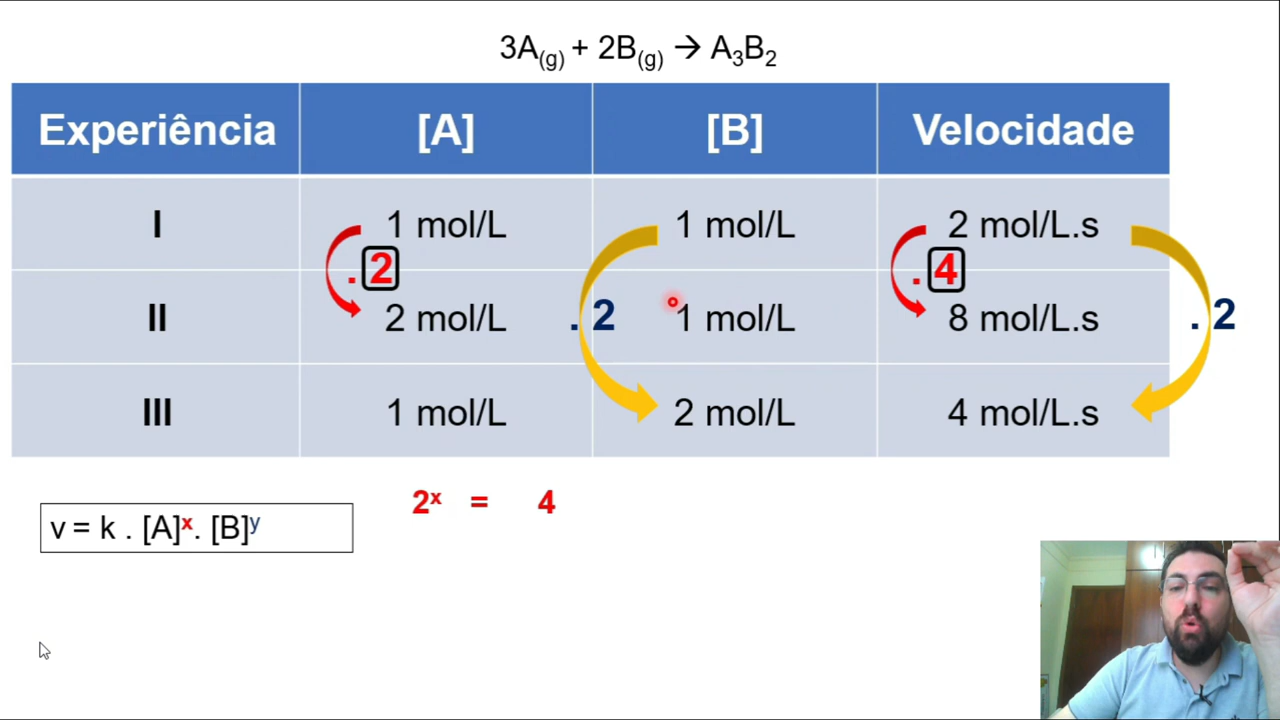 3A(g) + 2B(g) → A3B2
Experiência [A] [B] Velocidade
I 1 mol/L 1 mol/L 2 mol/L.s
. 2 . 4
II 2 mol/L . 2 1 mol/L 8 mol/L.s . 2
III 1 mol/L 2 mol/L 4 mol/L.s
2ˣ = 4
v = k . [A]ˣ. [B]ʸ